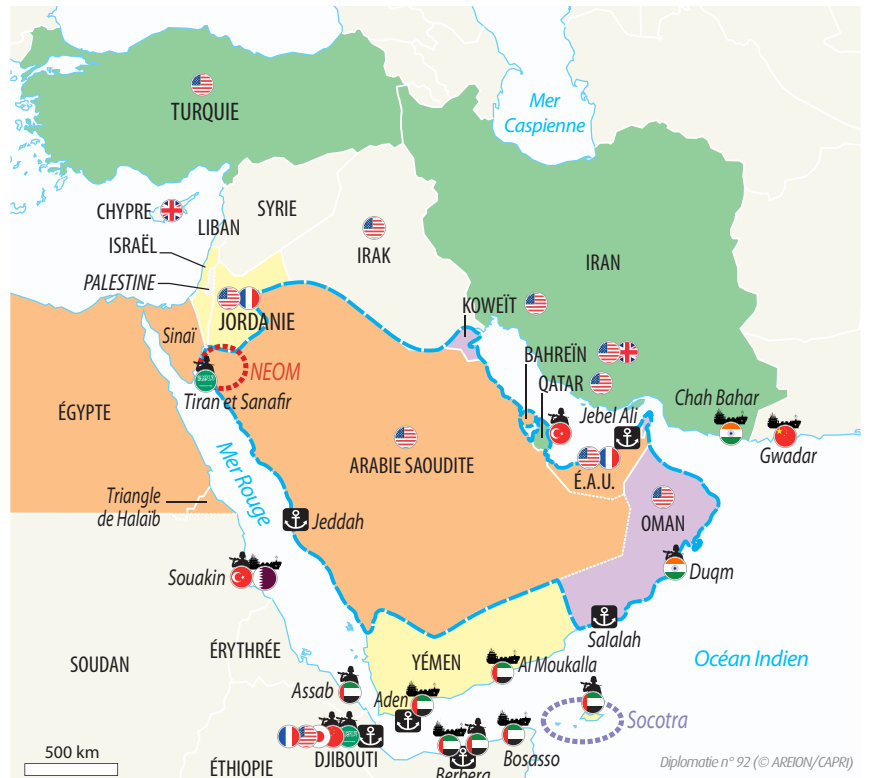 Mer
Caspienne
TURQUIE
CHYPRE
SYRIE
LIBAN
ISRAËL
IRAK
IRAN
PALESTINE
KOWEÏT
JORDANIE
Sinaï
BAHREÏN
NEOM
QATAR
Chah Bahar
Tiran et Sanafir
Jebel Ali
ÉGYPTE
Gwadar
ARABIE SAOUDITE
É.A.U.
Mer Rouge
Triangle
de Halaïb
OMAN
Jeddah
Duqm
Souakin
Salalah
ÉRYTHRÉE
SOUDAN
YÉMEN
Al Moukalla
Océan Indien
Assab
Aden
Socotra
500 km
DJIBOUTI
Bosasso
ÉTHIOPIE
Berbera
Diplomatie n° 92 (© AREION/CAPRI)